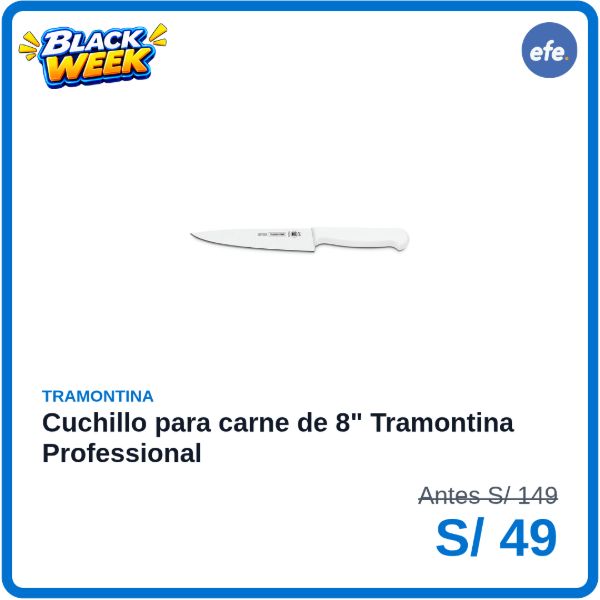 BLACK
WEEK
efe.
TRAMONTINA
Cuchillo para carne de 8" Tramontina
Professional
Antes S/ 149
S/ 49